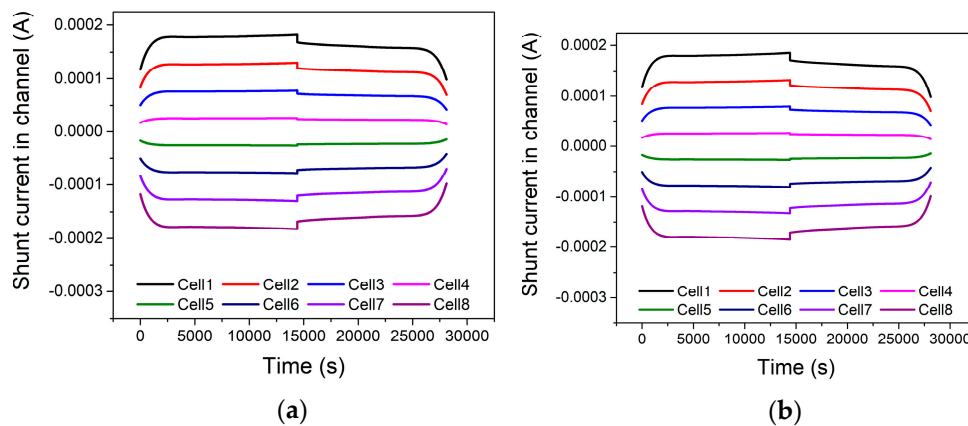 (a)
0.0002
0.0001
0.0000
-0.0001
-0.0002
-0.0003
Shunt current in channel (A)
Cell1 Cell2 Cell3 Cell4
Cell5 Cell6 Cell7 Cell8
0 5000 10000 15000 20000 25000 30000
Time (s)
(a)
(b)
0.0002
0.0001
0.0000
-0.0001
-0.0002
-0.0003
Shunt current in channel (A)
Cell1 Cell2 Cell3 Cell4
Cell5 Cell6 Cell7 Cell8
0 5000 10000 15000 20000 25000 30000
Time (s)
(b)